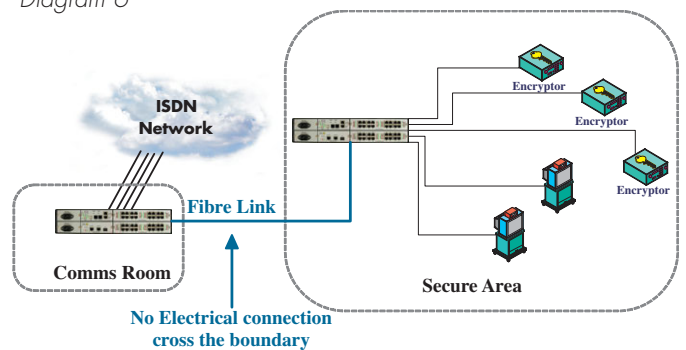 Diagram 6
ISDN
Network
Encryptor
Encryptor
Encryptor
Fibre Link
Comms Room
Secure Area
No Electrical connection
cross the boundary